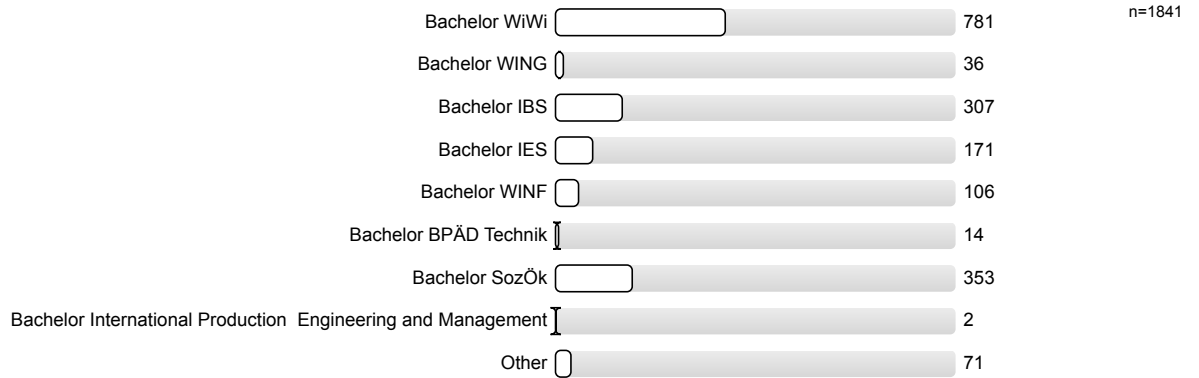 n=1841
Bachelor WiWi 781
Bachelor WING 36
Bachelor IBS 307
Bachelor IES 171
Bachelor WINF 106
Bachelor BPÄD Technik 14
Bachelor SozÖk 353
Bachelor International Production  Engineering and Management 2
Other 71